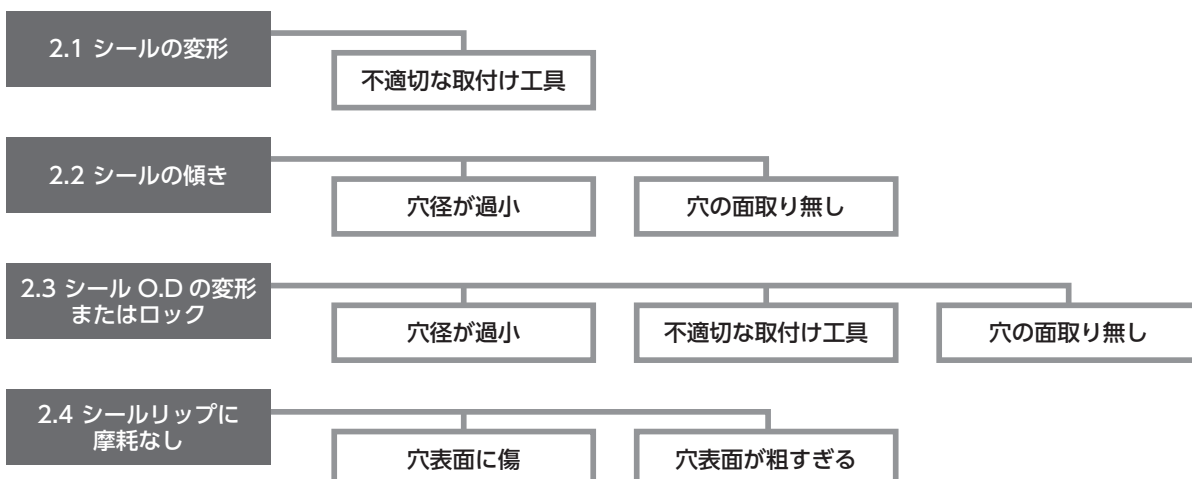 2.1 シールの変形
不適切な取付け工具
2.2 シールの傾き
穴径が過小
穴の面取り無し
2.3 シール O.D の変形
またはロック
穴径が過小
不適切な取付け工具
穴の面取り無し
2.4 シールリップに
摩耗なし
穴表面に傷
穴表面が粗すぎる